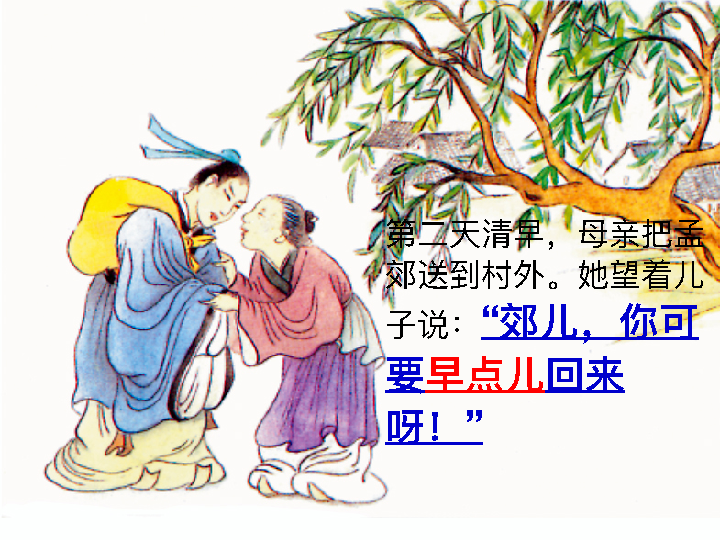 第二天清早，母亲把孟
郊送到村外。她望着儿
子说：“郊儿，你可
要早点儿回来
呀！”